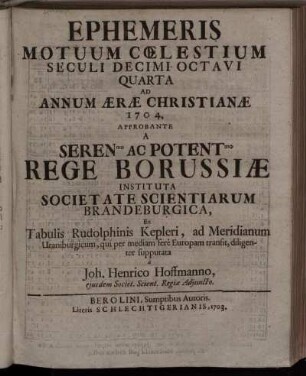 EPHEMERIS
MOTUUM CŒLESTIUM
SECULI DECIMI OCTAVI
QUARTA
AD
ANNUM ÆRÆ CHRISTIANÆ
1704,
APPROBANTE
A
SEREN^mo AC POTENT^mo
REGE BORUSSIÆ
INSTITUTA
SOCIETATE SCIENTIARUM
BRANDEBURGICA,
Ex
Tabulis Rudolphinis Kepleri, ad Meridianum
Uranburgicum, qui per mediam ferè Europam transit, diligen-
ter supputata
á
Joh. Henrico Hoffmanno,
ejusdem Societ. Scient. Regiæ Adjuncto.
BEROLINI, Sumptibus Autoris.
Literis SCHLECHTIGERIANIS, 1703.